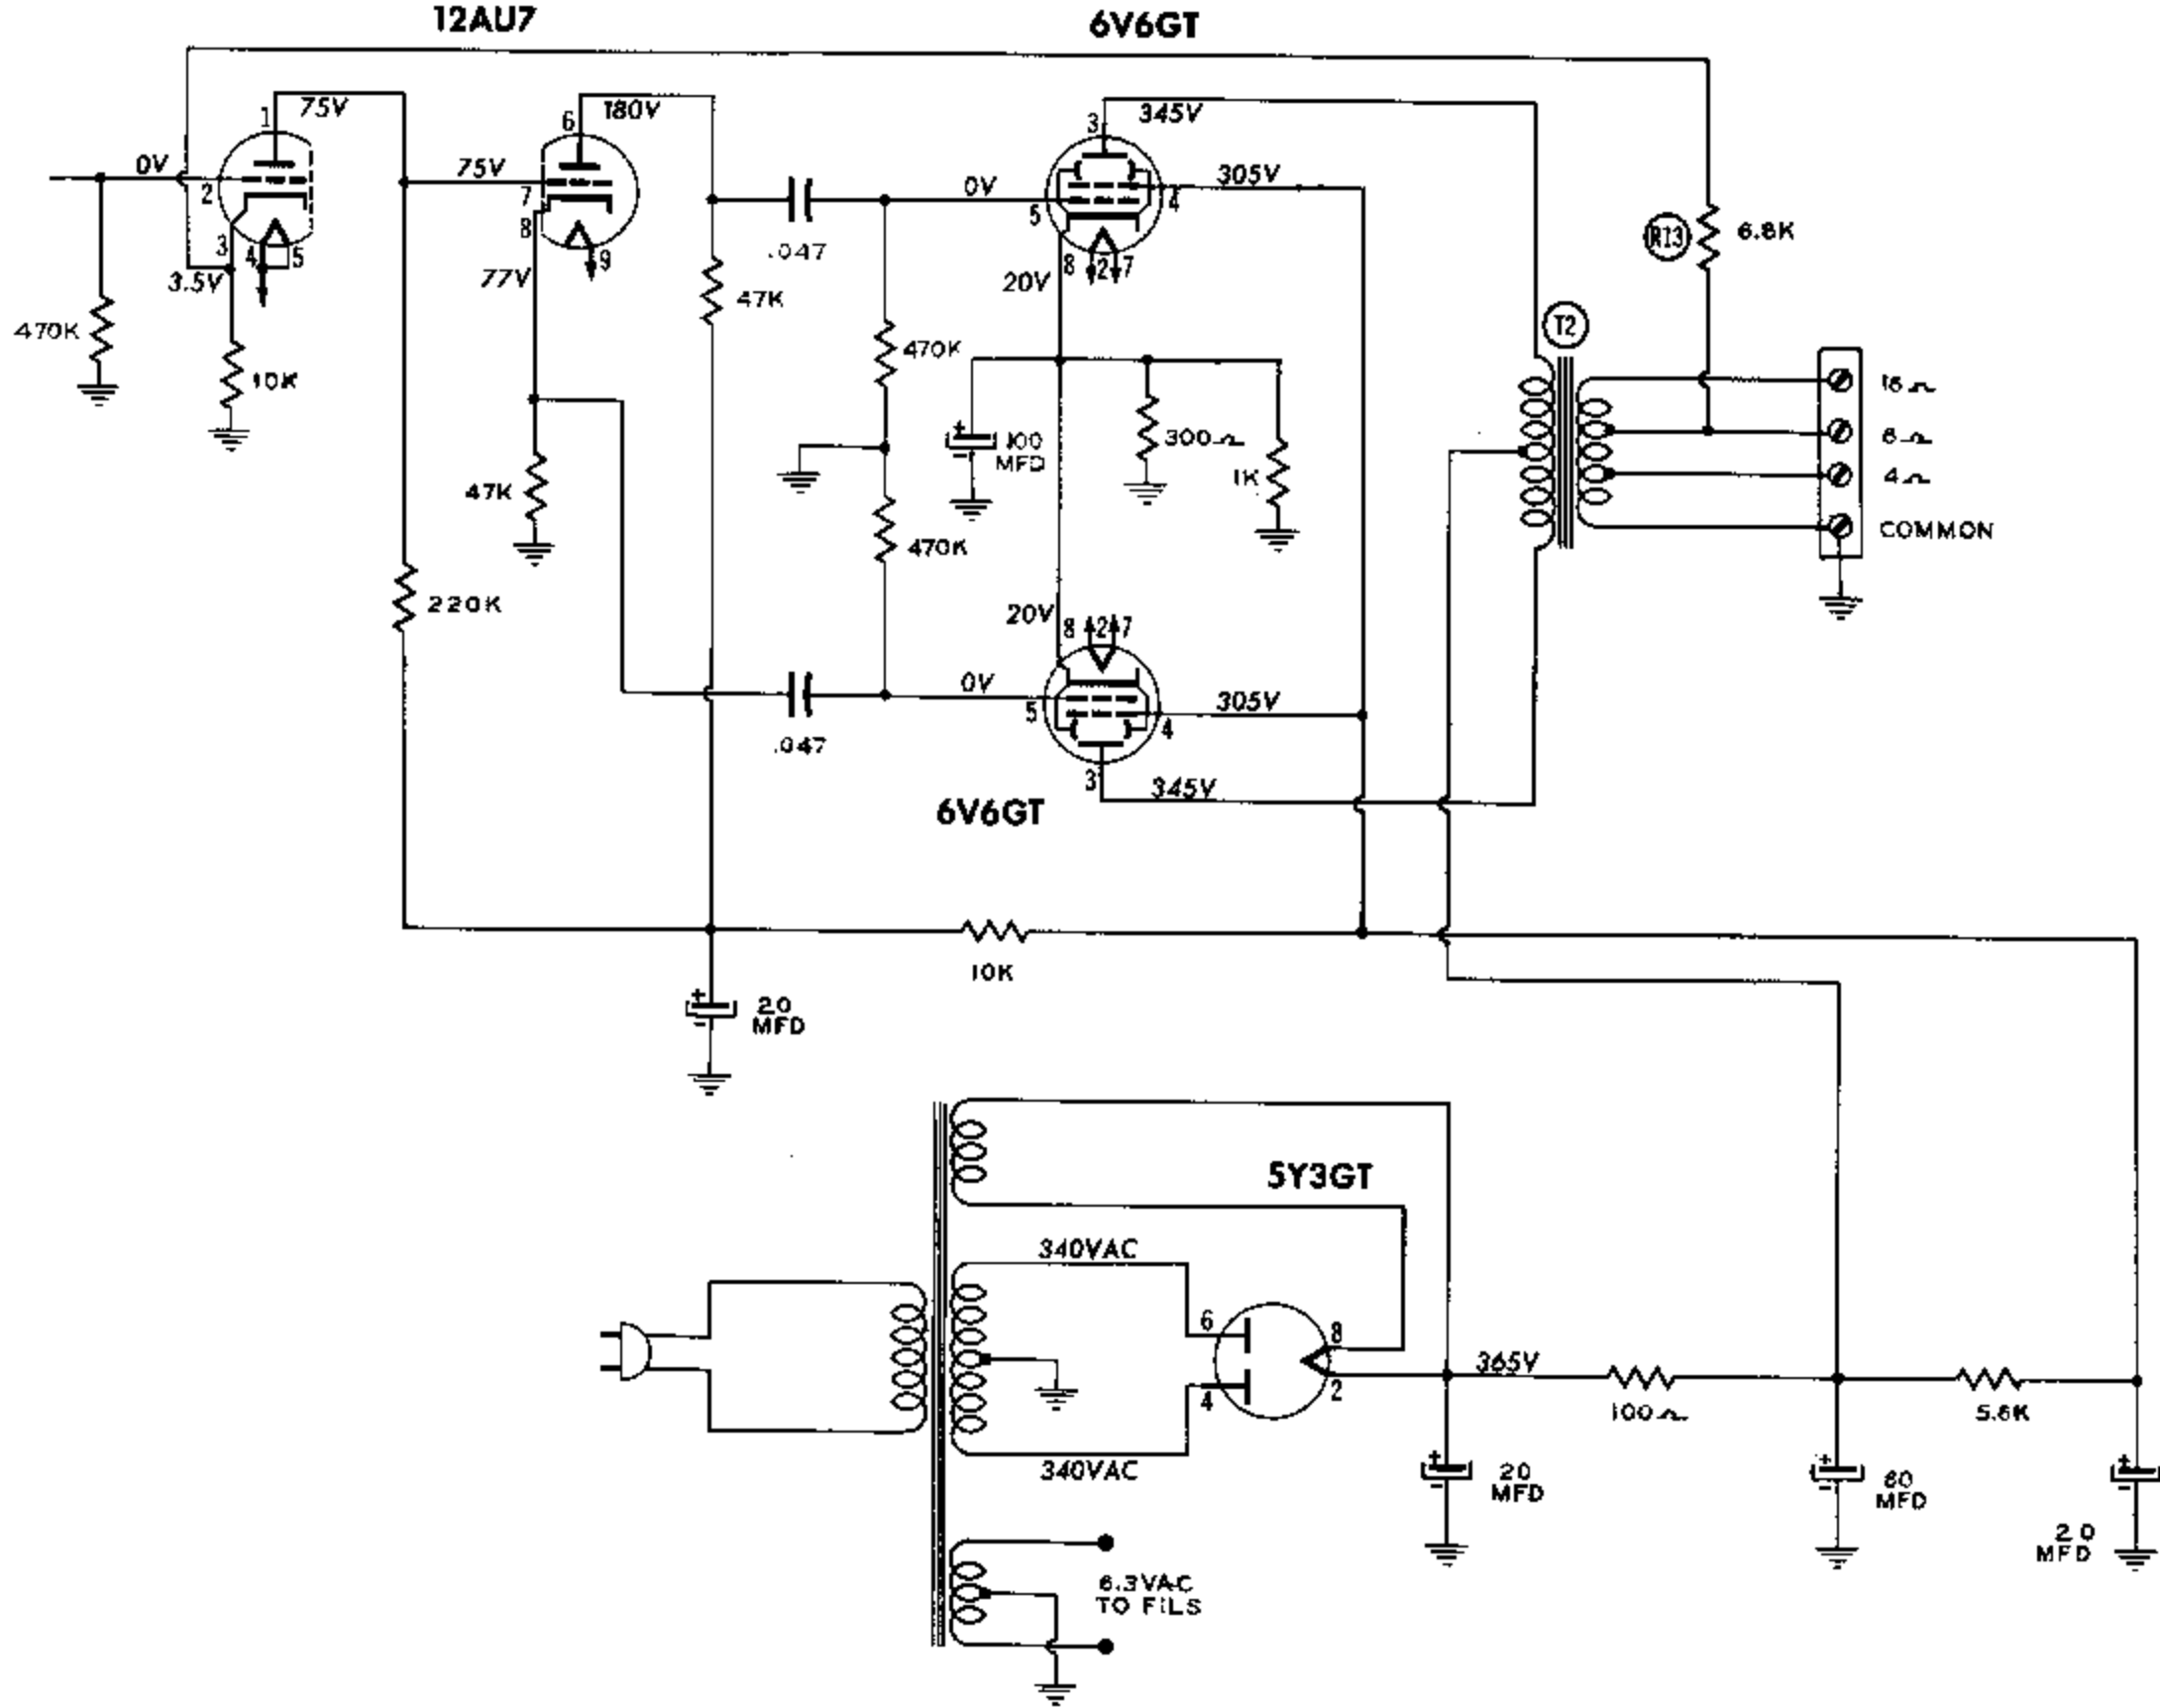 12AU7
6V6GT
75V
180V
345V
1
6
3
0V
75V
0V
305V
2
7
5
4
8
3
4
5
9
8
2
7
R13
6.8K
3.5V
77V
.047
20V
470K
10K
47K
470K
T2
16
100
MFD
300
8
4
47K
1K
COMMON
470K
220K
20V
8
2
7
0V
305V
5
4
.047
3
345V
6V6GT
10K
20
MFD
5Y3GT
340VAC
6
8
365V
4
2
100
5.6K
340VAC
20
MFD
80
MFD
20
MFD
6.3VAC
TO FILS